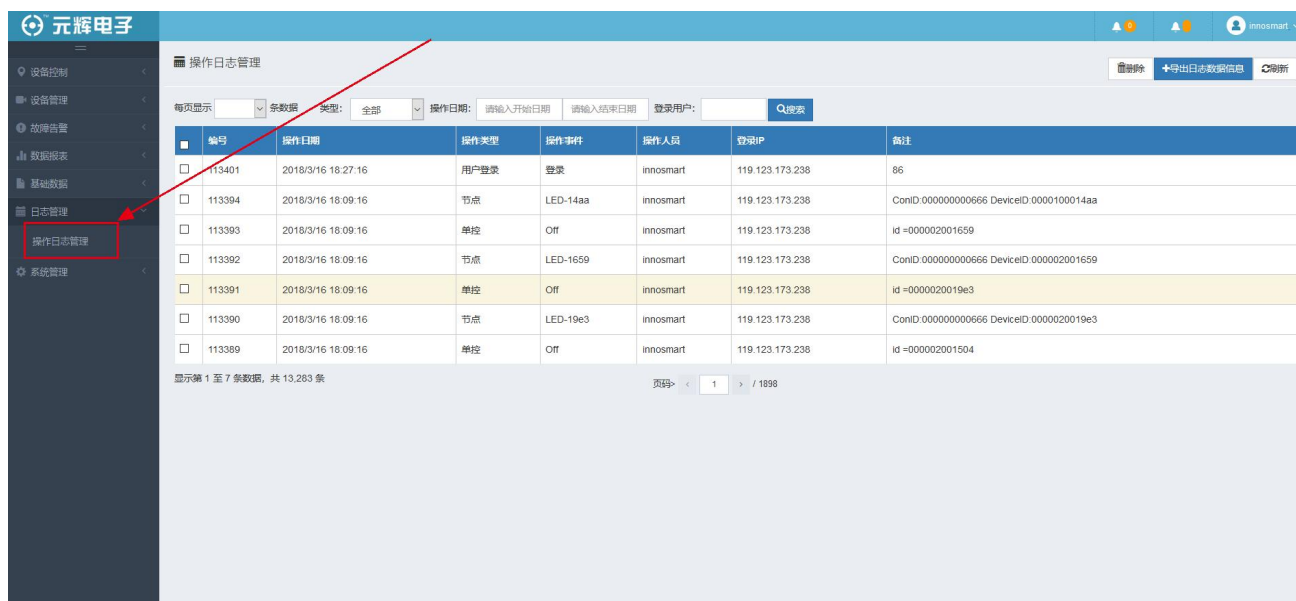 元辉电子
0
innosmart
设备控制
设备管理
故障告警
数据报表
基础数据
日志管理
操作日志管理
系统管理
操作日志管理
删除 +导出日志数据信息 刷新
每页显示 条数据 类型: 全部 操作日期: 请输入开始日期 请输入结束日期 登录用户: 搜索
编号 操作日期 操作类型 操作事件 操作人员 登录IP 备注
113401 2018/3/16 18:27:16 用户登录 登录 innosmart 119.123.173.238 86
113394 2018/3/16 18:09:16 节点 LED-14aa innosmart 119.123.173.238 ConID:000000000666 DeviceID:0000100014aa
113393 2018/3/16 18:09:16 单控 Off innosmart 119.123.173.238 id =000002001659
113392 2018/3/16 18:09:16 节点 LED-1659 innosmart 119.123.173.238 ConID:000000000666 DeviceID:000002001659
113391 2018/3/16 18:09:16 单控 Off innosmart 119.123.173.238 id =0000020019e3
113390 2018/3/16 18:09:16 节点 LED-19e3 innosmart 119.123.173.238 ConID:000000000666 DeviceID:0000020019e3
113389 2018/3/16 18:09:16 单控 Off innosmart 119.123.173.238 id =000002001504
显示第 1 至 7 条数据，共 13,283 条
页码> ‹ 1 › / 1898